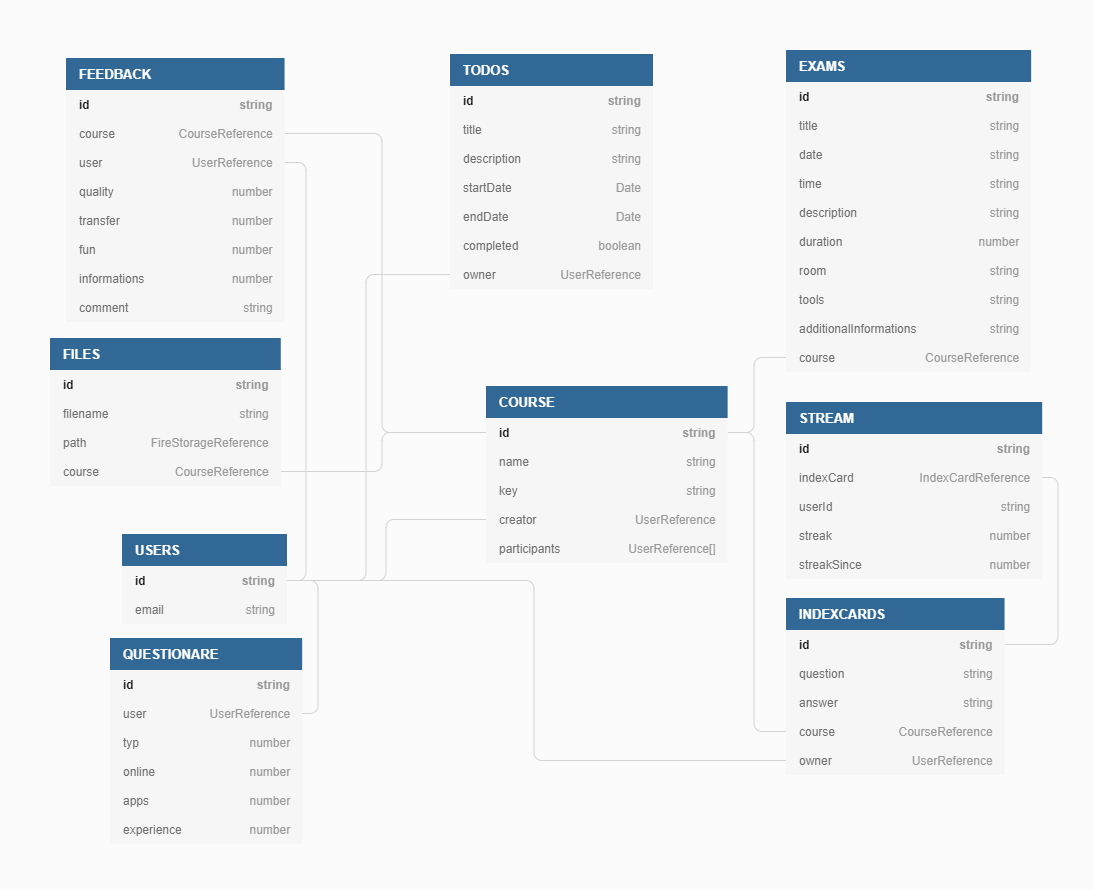 FEEDBACK
id string
course CourseReference
user UserReference
quality number
transfer number
fun number
informations number
comment string
FILES
id string
filename string
path FireStorageReference
course CourseReference
USERS
id string
email string
QUESTIONARE
id string
user UserReference
typ number
online number
apps number
experience number
TODOS
id string
title string
description string
startDate Date
endDate Date
completed boolean
owner UserReference
COURSE
id string
name string
key string
creator UserReference
participants UserReference[]
EXAMS
id string
title string
date string
time string
description string
duration number
room string
tools string
additionalInformations string
course CourseReference
STREAM
id string
indexCard IndexCardReference
userId string
streak number
streakSince number
INDEXCARDS
id string
question string
answer string
course CourseReference
owner UserReference